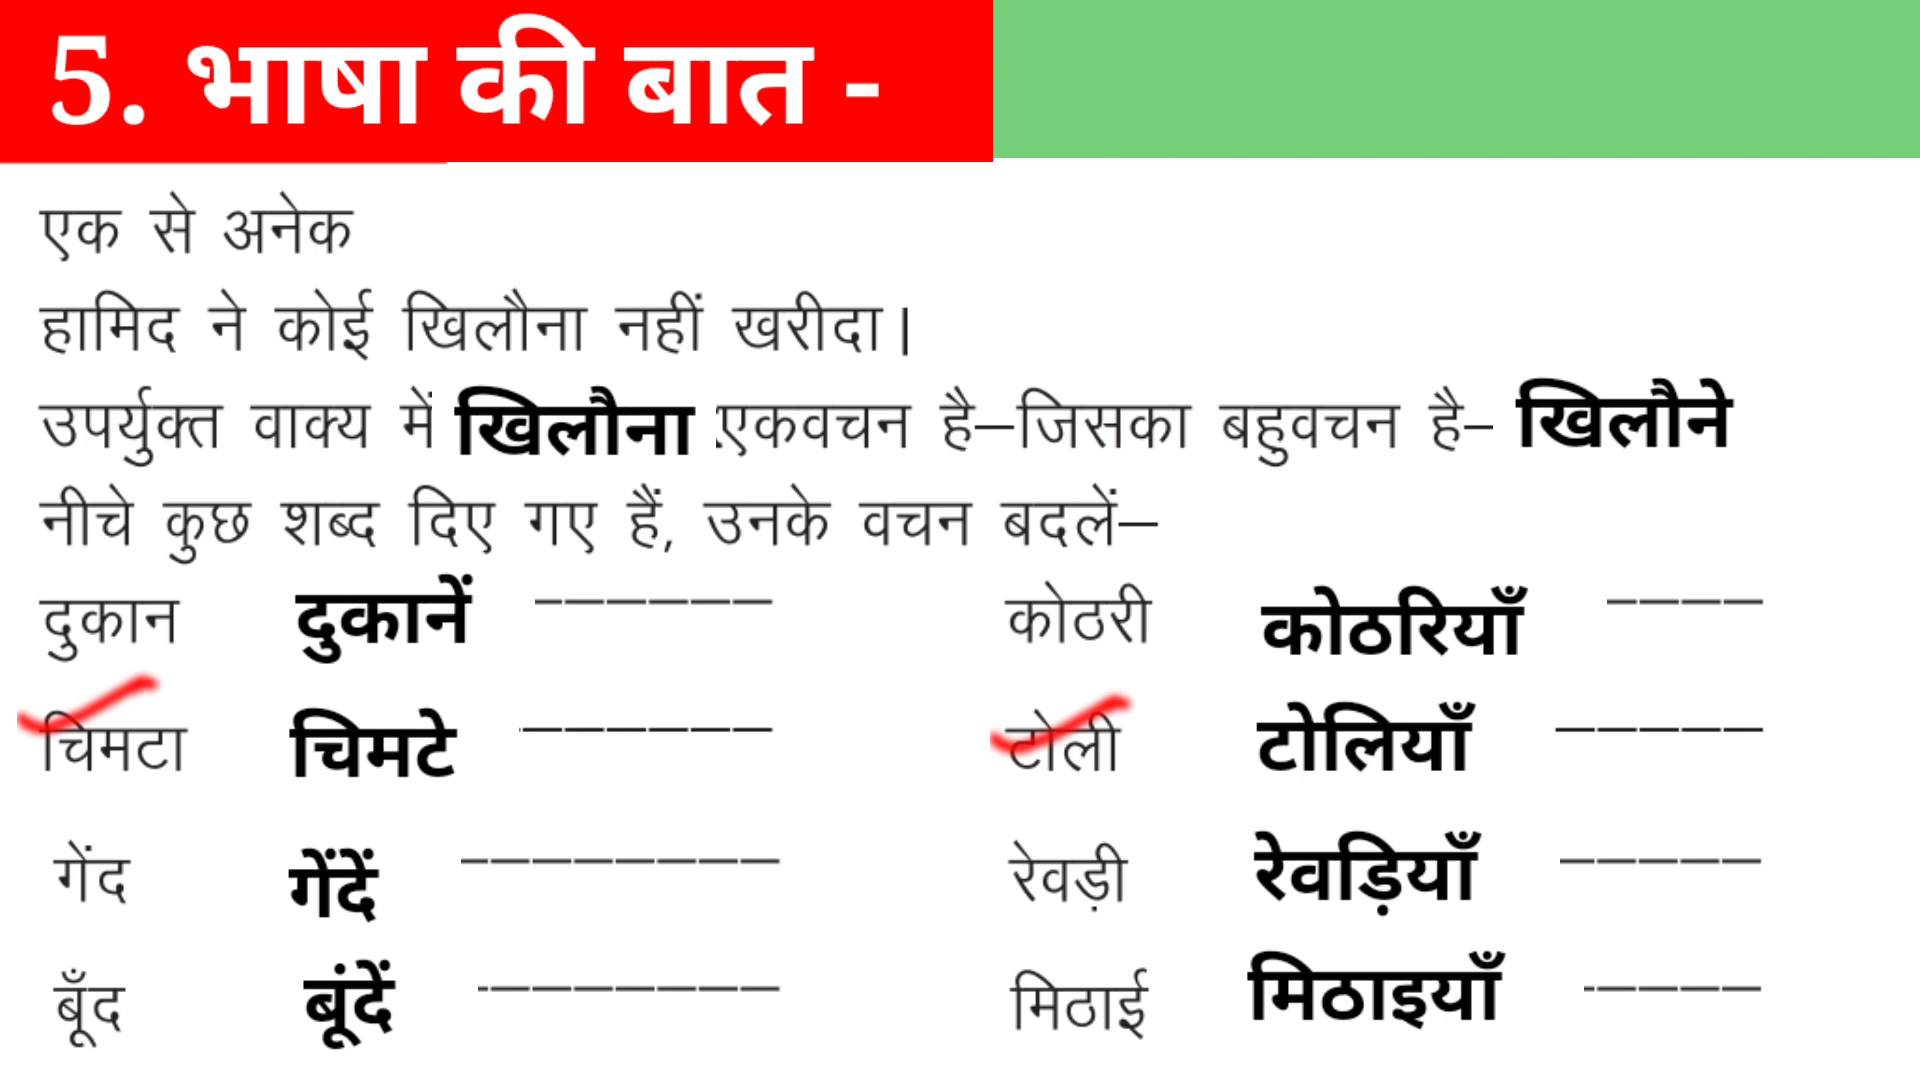 5. भाषा की बात -
एक से अनेक
हामिद ने कोई खिलौना नहीं खरीदा।
उपर्युक्त वाक्य में खिलौना एकवचन है–जिसका बहुवचन है– खिलौने
नीचे कुछ शब्द दिए गए हैं, उनके वचन बदलें–
दुकान दुकानें ------ कोठरी कोठरियाँ ----
चिमटा चिमटे ------ टोली टोलियाँ -----
गेंद गेंदें -------- रेवड़ी रेवड़ियाँ -----
बूँद बूंदें -------- मिठाई मिठाइयाँ -----